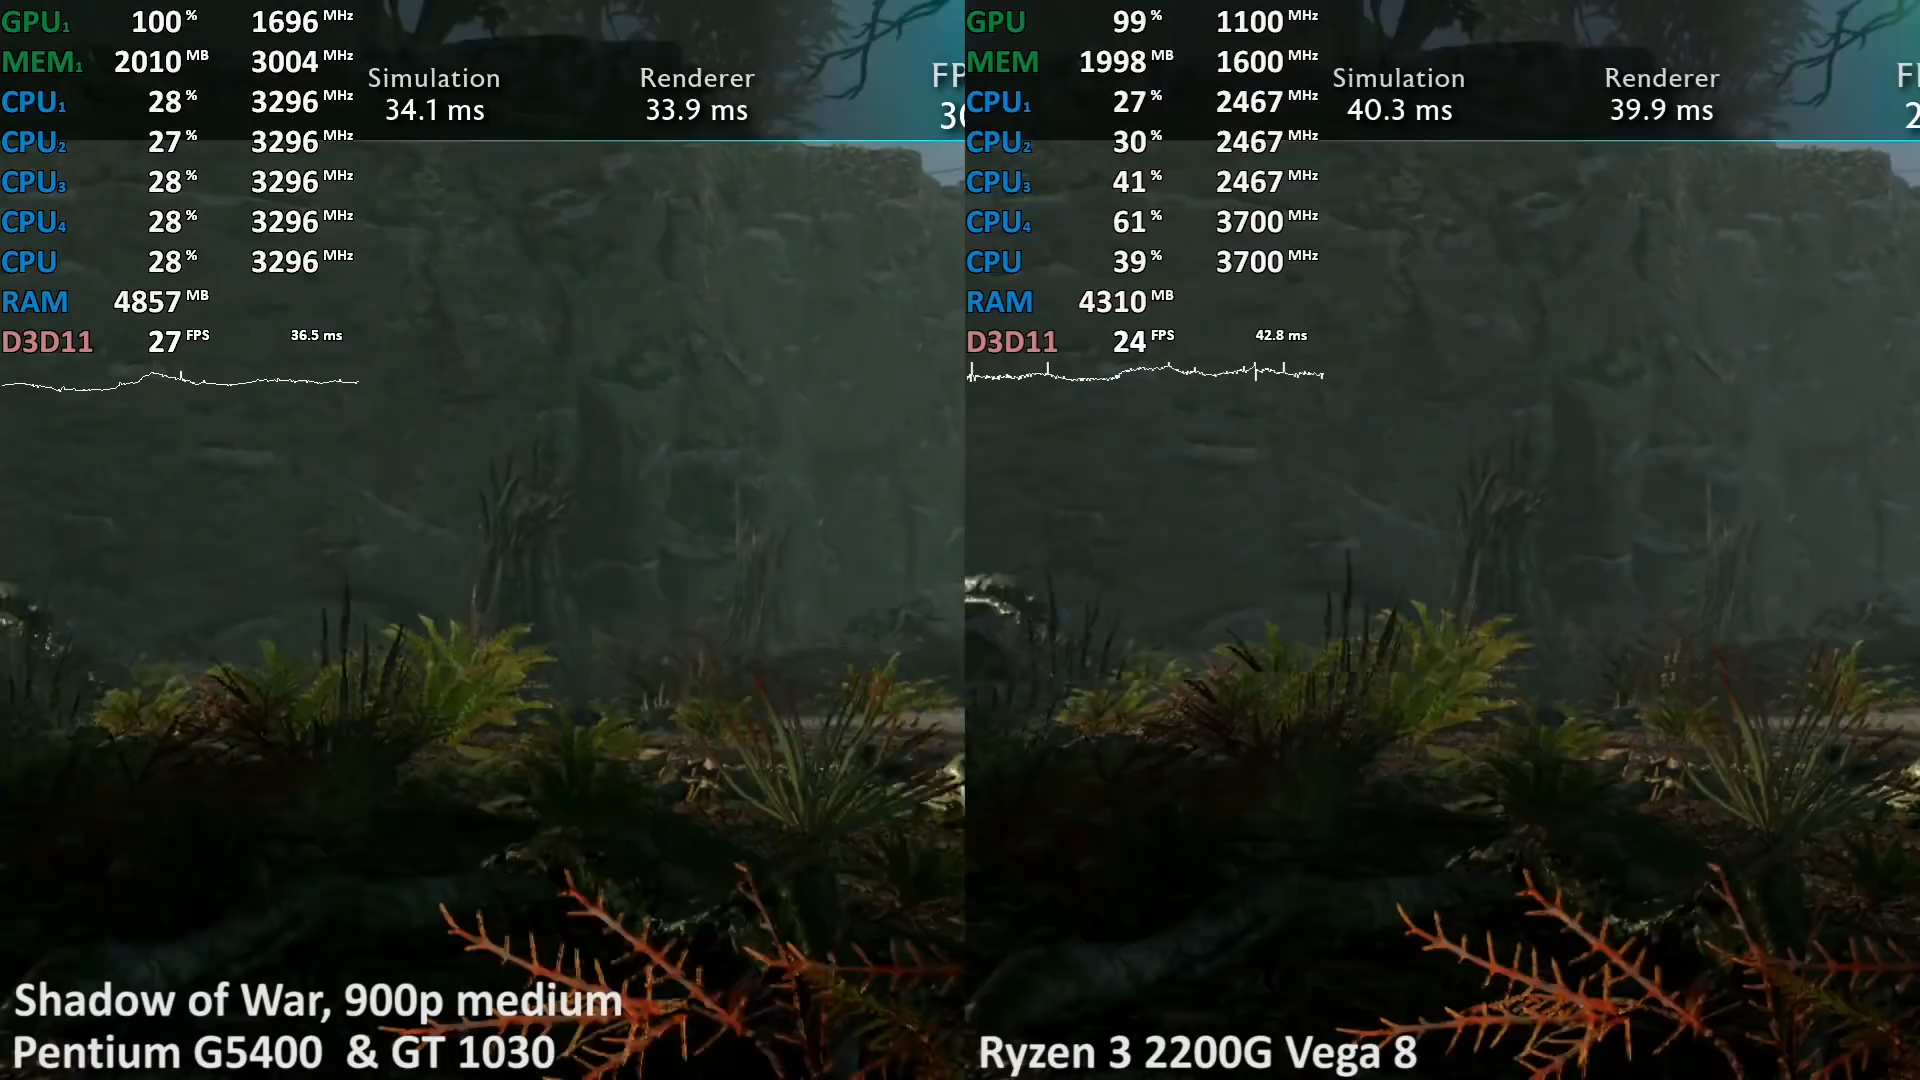 GPU1 100 % 1696 MHz
MEM1 2010 MB 3004 MHz
CPU1 28 % 3296 MHz
CPU2 27 % 3296 MHz
CPU3 28 % 3296 MHz
CPU4 28 % 3296 MHz
CPU 28 % 3296 MHz
RAM 4857 MB
D3D11 27 FPS 36.5 ms
Simulation Renderer FP
34.1 ms 33.9 ms 30
Shadow of War, 900p medium
Pentium G5400 & GT 1030
GPU 99 % 1100 MHz
MEM 1998 MB 1600 MHz
CPU1 27 % 2467 MHz
CPU2 30 % 2467 MHz
CPU3 41 % 2467 MHz
CPU4 61 % 3700 MHz
CPU 39 % 3700 MHz
RAM 4310 MB
D3D11 24 FPS 42.8 ms
Simulation Renderer
40.3 ms 39.9 ms 2
Ryzen 3 2200G Vega 8